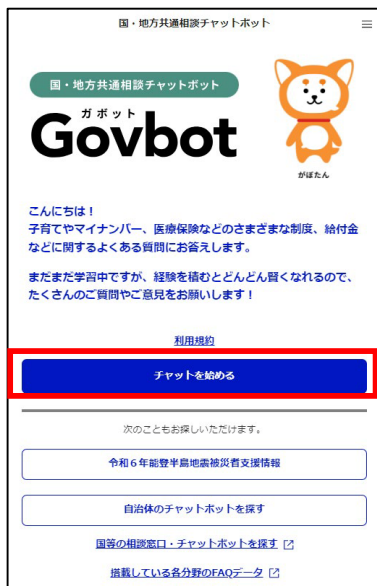 国・地方共通相談チャットボット
国・地方共通相談チャットボット
ガボット
Govbot
がぼたん
こんにちは！
子育てやマイナンバー、医療保険などのさまざまな制度、給付金
などに関するよくある質問にお答えします。
まだまだ学習中ですが、経験を積むとどんどん賢くなれるので、
たくさんのご質問やご意見をお願いします！
利用規約
チャットを始める
次のこともお探しいただけます。
令和６年能登半島地震被災者支援情報
自治体のチャットボットを探す
国等の相談窓口・チャットボットを探す
搭載している各分野のFAQデータ